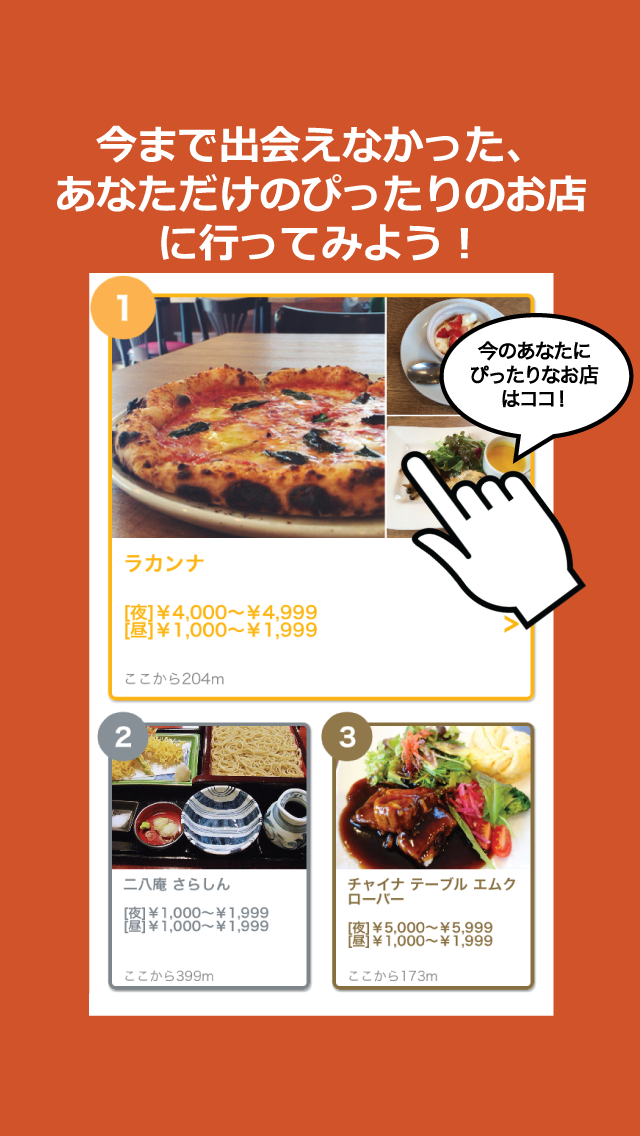 今まで出会えなかった、
あなただけのぴったりのお店
に行ってみよう！
1
今のあなたに
ぴったりなお店
はココ！
ラカンナ
[夜]￥4,000〜￥4,999
[昼]￥1,000〜￥1,999
>
ここから204m
2
二八庵 さらしん
[夜]￥1,000〜￥1,999
[昼]￥1,000〜￥1,999
ここから399m
3
チャイナ テーブル エムク
ローバー
[夜]￥5,000〜￥5,999
[昼]￥1,000〜￥1,999
ここから173m